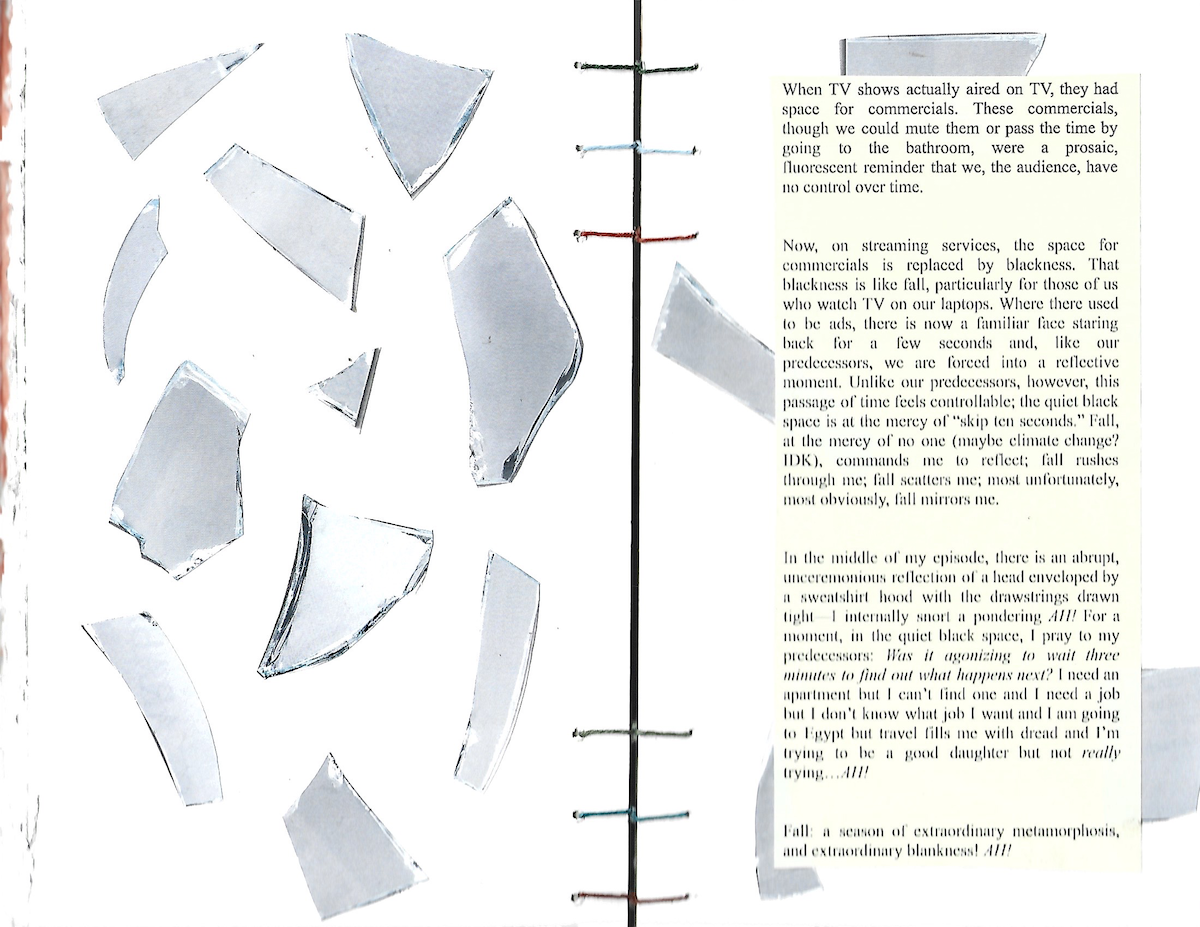 When TV shows actually aired on TV, they had
space for commercials. These commercials,
though we could mute them or pass the time by
going to the bathroom, were a prosaic,
fluorescent reminder that we, the audience, have
no control over time.
Now, on streaming services, the space for
commercials is replaced by blackness. That
blackness is like fall, particularly for those of us
who watch TV on our laptops. Where there used
to be ads, there is now a familiar face staring
back for a few seconds and, like our
predecessors, we are forced into a reflective
moment. Unlike our predecessors, however, this
passage of time feels controllable; the quiet black
space is at the mercy of “skip ten seconds.” Fall,
at the mercy of no one (maybe climate change?
IDK), commands me to reflect; fall rushes
through me; fall scatters me; most unfortunately,
most obviously, fall mirrors me.
In the middle of my episode, there is an abrupt,
unceremonious reflection of a head enveloped by
a sweatshirt hood with the drawstrings drawn
tight—I internally snort a pondering AH! For a
moment, in the quiet black space, I pray to my
predecessors: Was it agonizing to wait three
minutes to find out what happens next? I need an
apartment but I can’t find one and I need a job
but I don’t know what job I want and I am going
to Egypt but travel fills me with dread and I’m
trying to be a good daughter but not really
trying…AH!
Fall: a season of extraordinary metamorphosis,
and extraordinary blankness! AH!